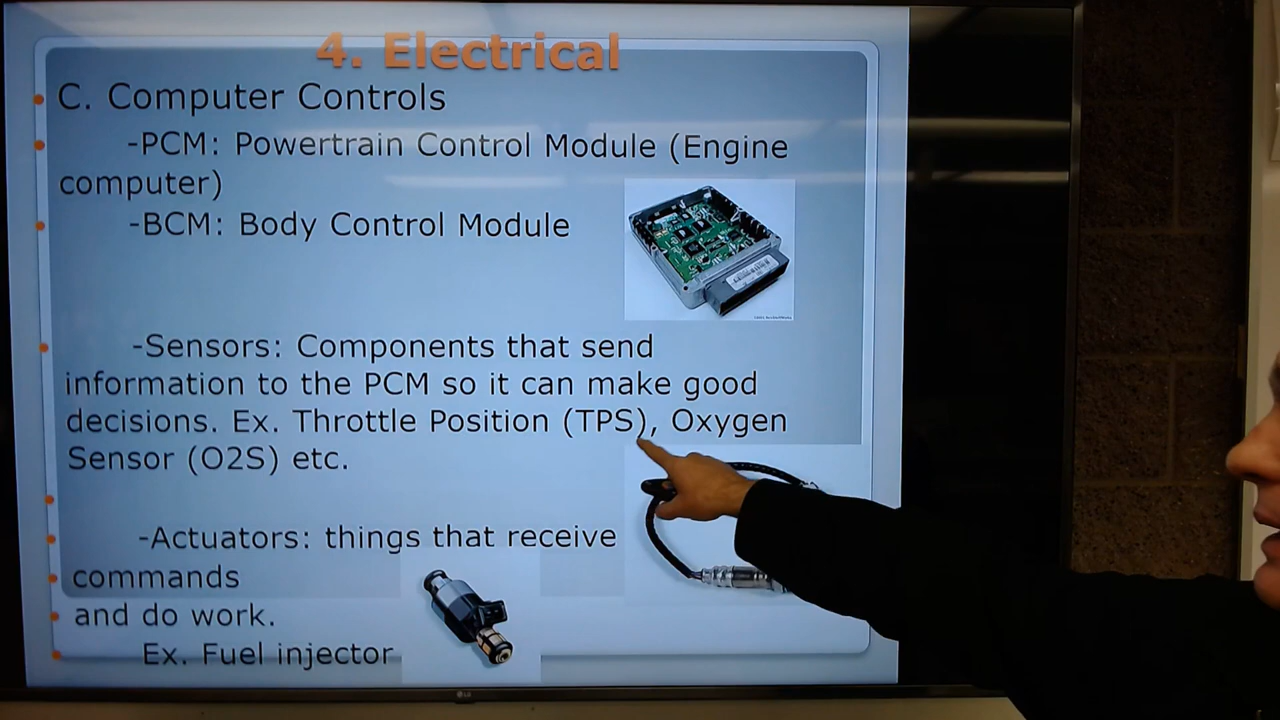 4. Electrical
C. Computer Controls
-PCM: Powertrain Control Module (Engine
computer)
-BCM: Body Control Module
-Sensors: Components that send
information to the PCM so it can make good
decisions. Ex. Throttle Position (TPS), Oxygen
Sensor (O2S) etc.
-Actuators: things that receive
commands
and do work.
Ex. Fuel injector
LG